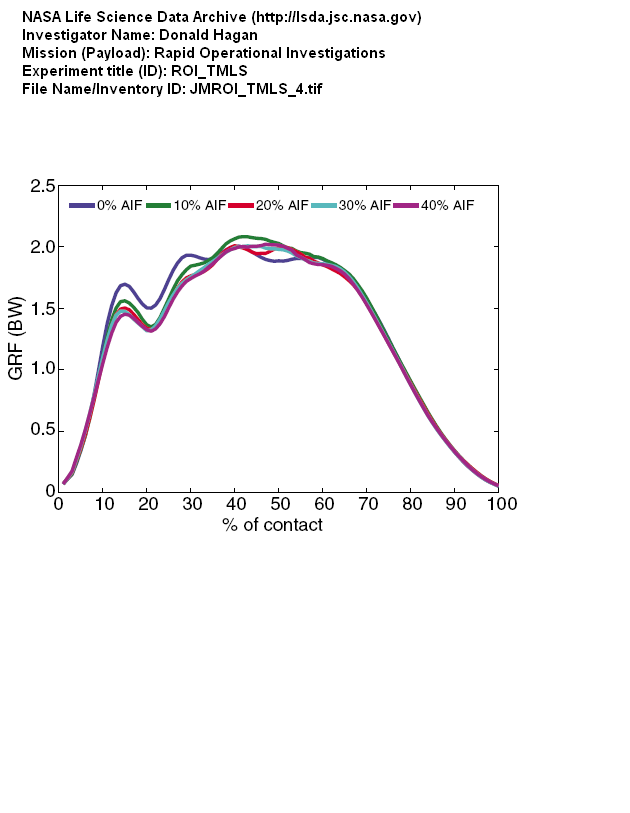 NASA Life Science Data Archive (http://lsda.jsc.nasa.gov)
Investigator Name: Donald Hagan
Mission (Payload): Rapid Operational Investigations
Experiment title (ID): ROI_TMLS
File Name/Inventory ID: JMROI_TMLS_4.tif
2.5
0% AIF 10% AIF 20% AIF 30% AIF 40% AIF
2.0
1.5
GRF (BW)
1.0
0.5
0
0 10 20 30 40 50 60 70 80 90 100
% of contact